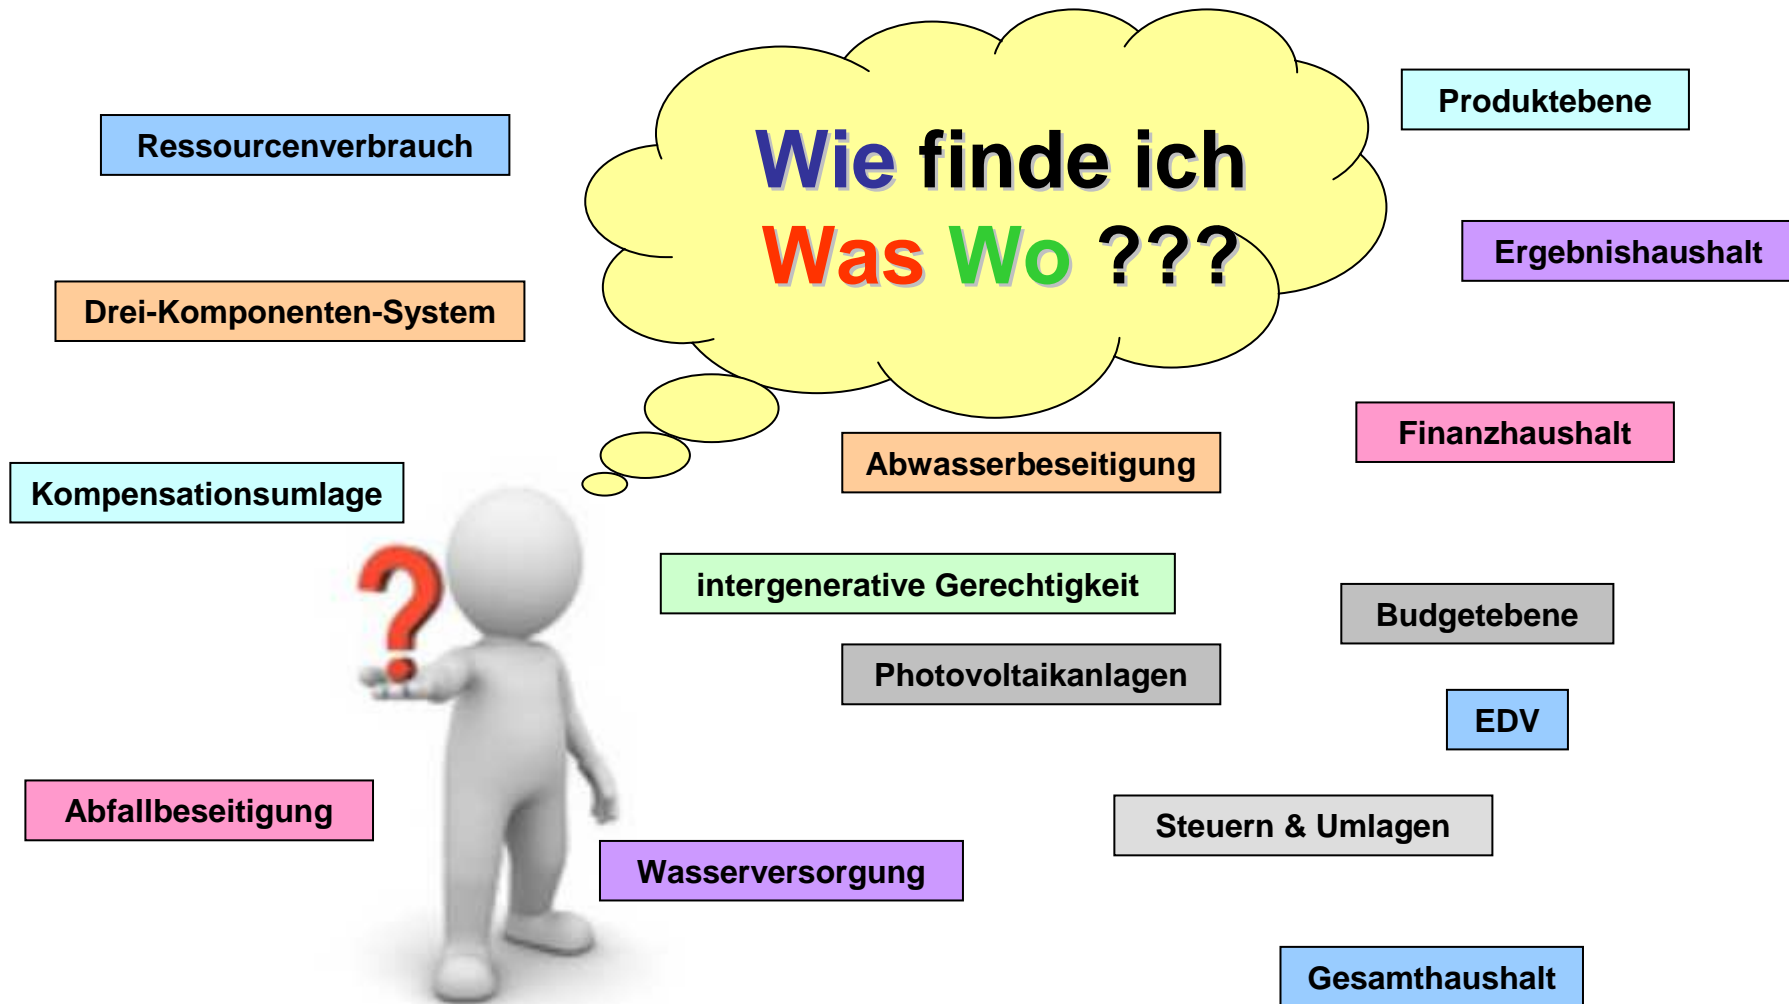 Wie finde ich
Was Wo ???
Produktebene
Ressourcenverbrauch
Ergebnishaushalt
Drei-Komponenten-System
Finanzhaushalt
Abwasserbeseitigung
Kompensationsumlage
intergenerative Gerechtigkeit
Budgetebene
Photovoltaikanlagen
EDV
Abfallbeseitigung
Steuern & Umlagen
Wasserversorgung
Gesamthaushalt
?